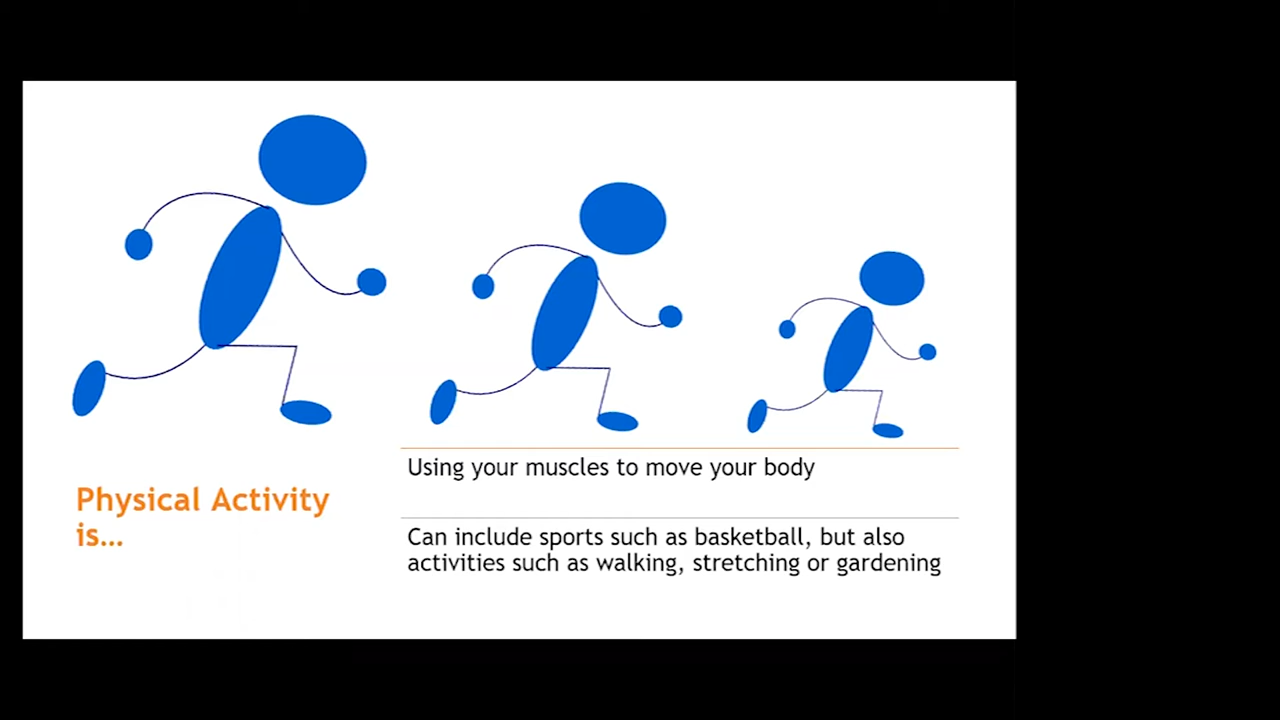 Physical Activity
is...
Using your muscles to move your body
Can include sports such as basketball, but also
activities such as walking, stretching or gardening